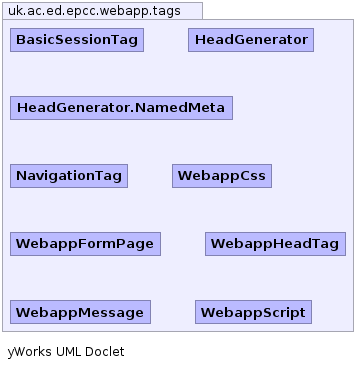 uk.ac.ed.epcc.webapp.tags
BasicSessionTag HeadGenerator
HeadGenerator.NamedMeta
NavigationTag WebappCss
WebappFormPage WebappHeadTag
WebappMessage WebappScript
yWorks UML Doclet